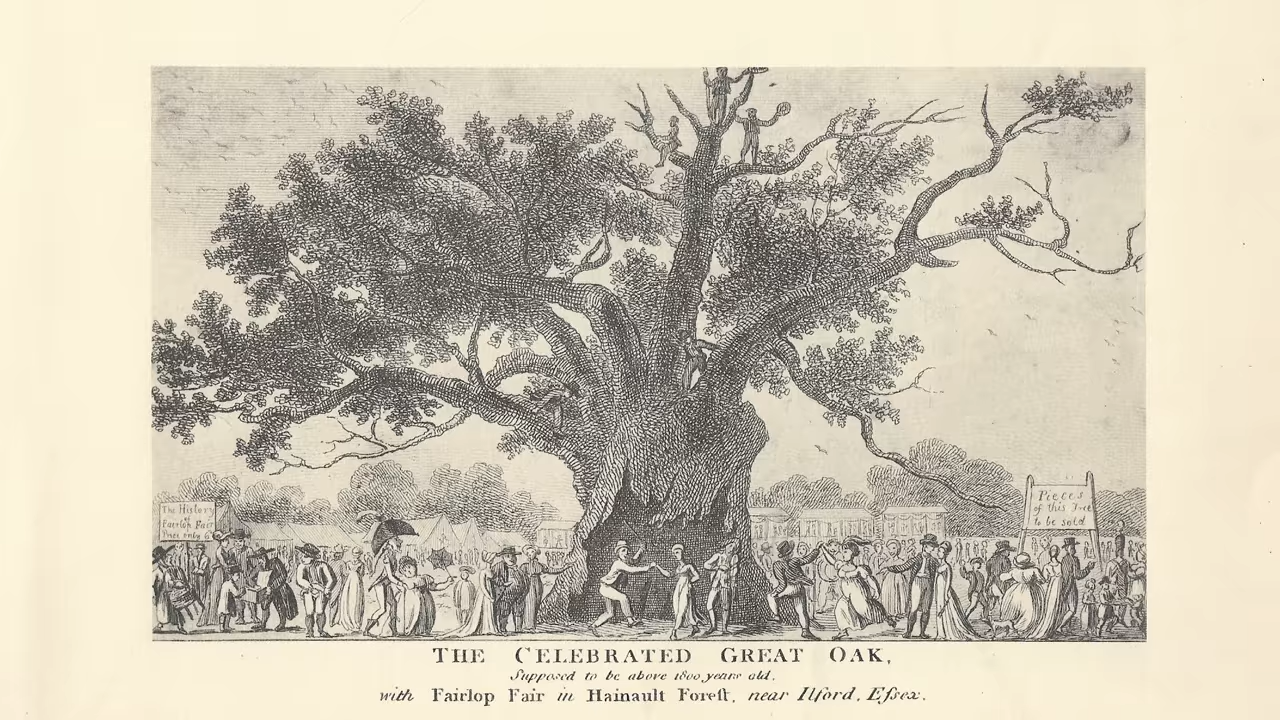 The History
Fairlop Fair
Price only 6
Pieces
of this Tree
to be sold
THE CELEBRATED GREAT OAK,
Supposed to be above 1800 years old,
with Fairlop Fair in Hainault Foreſt, near Ilford, Eſsex.